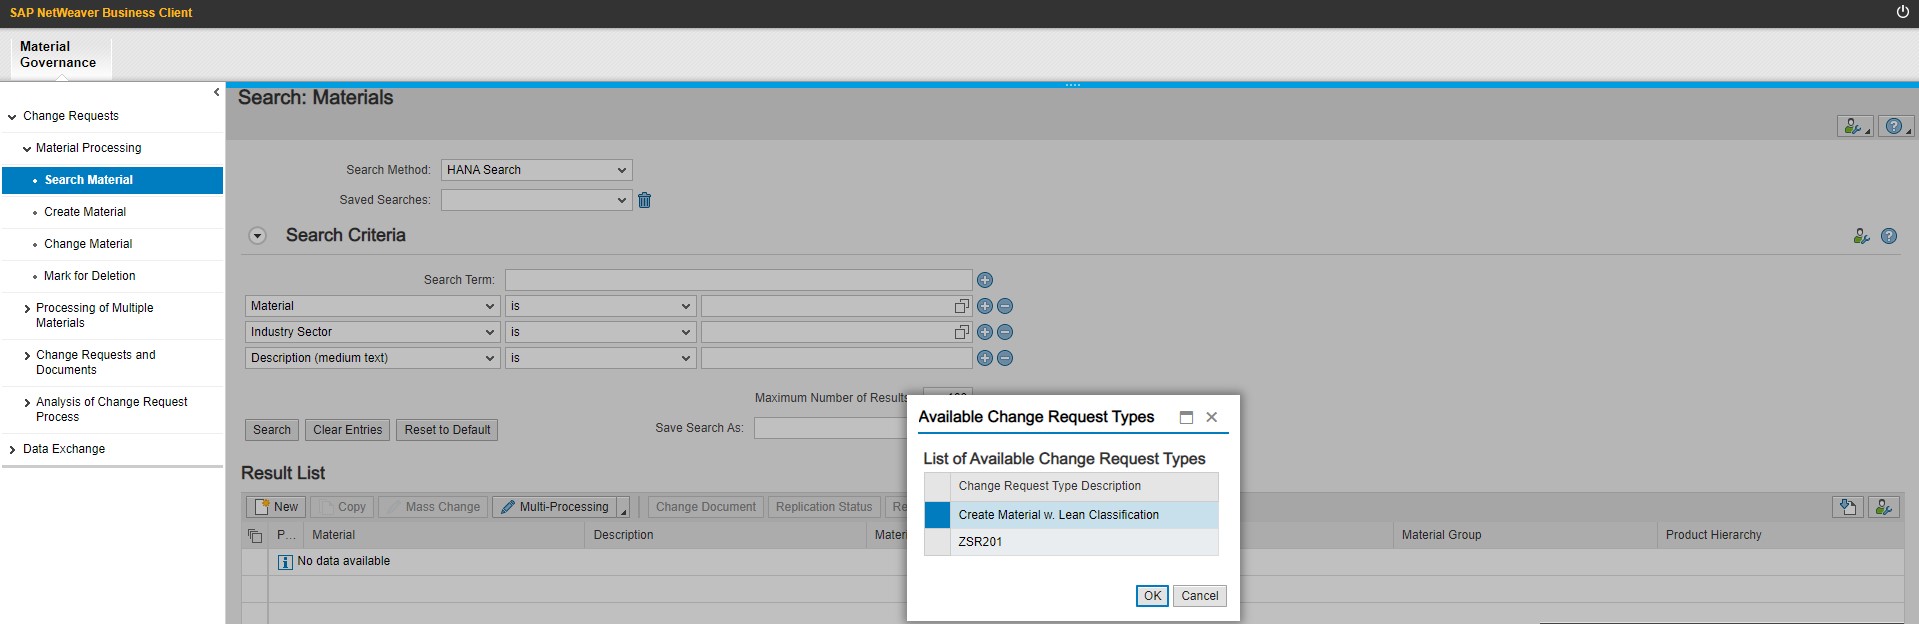 SAP NetWeaver Business Client
Material
Governance
Change Requests
Material Processing
Search Material
Create Material
Change Material
Mark for Deletion
Processing of Multiple
Materials
Change Requests and
Documents
Analysis of Change Request
Process
Data Exchange
Search: Materials
Search Method: HANA Search
Saved Searches:
Search Criteria
Search Term:
Material is
Industry Sector is
Description (medium text) is
Maximum Number of Results
Search Clear Entries Reset to Default Save Search As:
Result List
New Copy Mass Change Multi-Processing Change Document Replication Status Re
P... Material Description Materi Material Group Product Hierarchy
No data available
Available Change Request Types
List of Available Change Request Types
Change Request Type Description
Create Material w. Lean Classification
ZSR201
OK Cancel